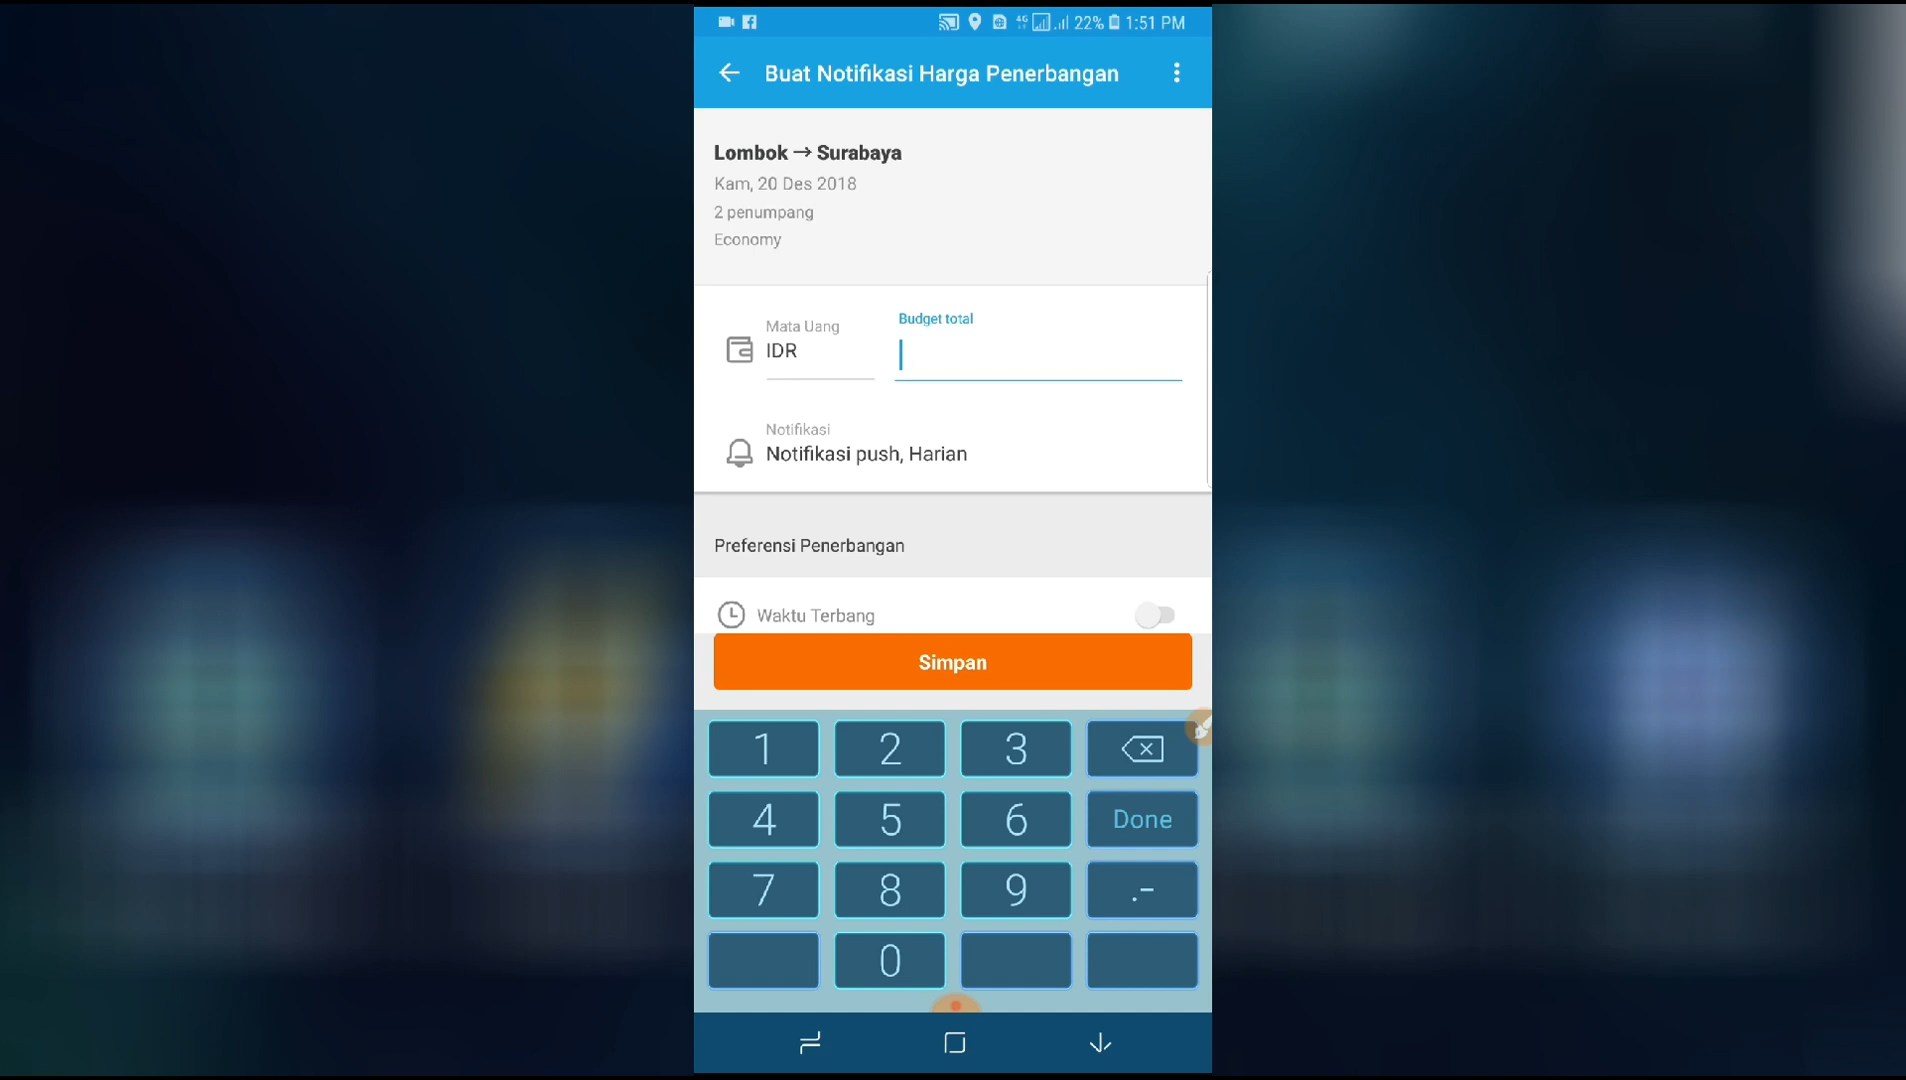 22% 1:51 PM
Buat Notifikasi Harga Penerbangan
Lombok → Surabaya
Kam, 20 Des 2018
2 penumpang
Economy
Mata Uang
IDR
Budget total
Notifikasi
Notifikasi push, Harian
Preferensi Penerbangan
Waktu Terbang
Simpan
1 2 3
4 5 6 Done
7 8 9 .-
0